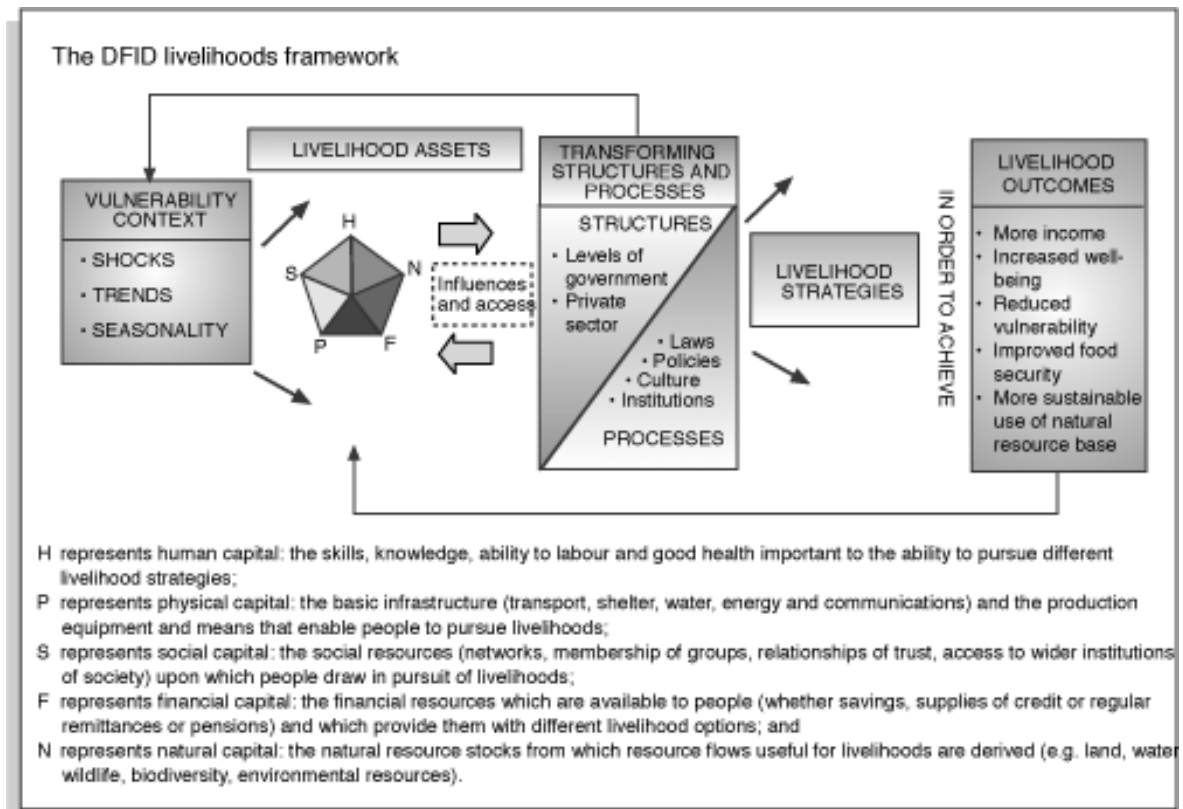 The DFID livelihoods framework
LIVELIHOOD ASSETS
VULNERABILITY
CONTEXT
• SHOCKS
• TRENDS
• SEASONALITY
H
S
N
P
F
Influences
and access
TRANSFORMING
STRUCTURES AND
PROCESSES
STRUCTURES
• Levels of
government
• Private
sector
• Laws
• Policies
• Culture
• Institutions
PROCESSES
LIVELIHOOD
STRATEGIES
IN ORDER TO ACHIEVE
LIVELIHOOD
OUTCOMES
• More income
• Increased well-
being
• Reduced
vulnerability
• Improved food
security
• More sustainable
use of natural
resource base
H represents human capital: the skills, knowledge, ability to labour and good health important to the ability to pursue different
livelihood strategies;
P represents physical capital: the basic infrastructure (transport, shelter, water, energy and communications) and the production
equipment and means that enable people to pursue livelihoods;
S represents social capital: the social resources (networks, membership of groups, relationships of trust, access to wider institutions
of society) upon which people draw in pursuit of livelihoods;
F represents financial capital: the financial resources which are available to people (whether savings, supplies of credit or regular
remittances or pensions) and which provide them with different livelihood options; and
N represents natural capital: the natural resource stocks from which resource flows useful for livelihoods are derived (e.g. land, water
wildlife, biodiversity, environmental resources).